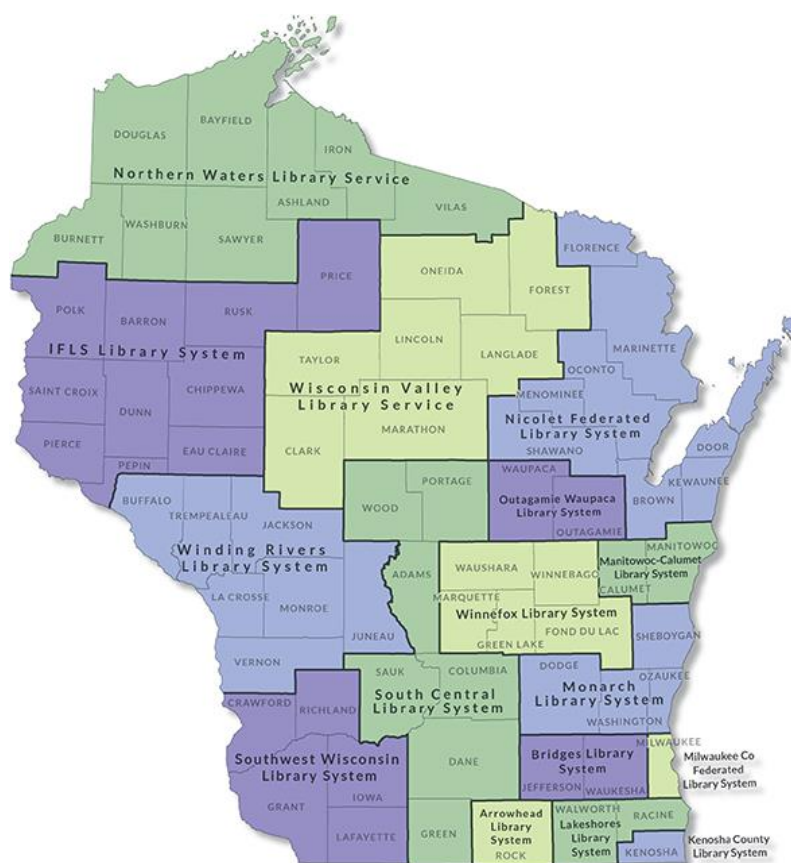 BAYFIELD
DOUGLAS
IRON
Northern Waters Library Service
ASHLAND
VILAS
WASHBURN
BURNETT
SAWYER
FLORENCE
PRICE
ONEIDA
FOREST
POLK
RUSK
BARRON
LINCOLN
MARINETTE
IFLS Library System
TAYLOR
LANGLADE
OCONTO
SAINT CROIX
CHIPPEWA
Wisconsin Valley
Library Service
MENOMINEE
DUNN
Nicolet Federated
Library System
MARATHON
PIERCE
EAU CLAIRE
CLARK
SHAWANO
DOOR
PEPIN
WAUPACA
PORTAGE
KEWAUNEE
BUFFALO
WOOD
Outagamie Waupaca
Library System
BROWN
TREMPEALEAU
JACKSON
OUTAGAMIE
Winding Rivers
Library System
MANITOWOC
ADAMS
WAUSHARA
WINNEBAGO
Manitowoc-Calumet
Library System
CALUMET
LA CROSSE
MARQUETTE
MONROE
Winnefox Library System
JUNEAU
GREEN LAKE
FOND DU LAC
SHEBOYGAN
VERNON
SAUK
COLUMBIA
DODGE
OZAUKEE
South Central
Library System
Monarch
Library System
CRAWFORD
RICHLAND
WASHINGTON
MILWAUKEE
Southwest Wisconsin
Library System
DANE
Bridges Library
System
Milwaukee Co
Federated
Library System
JEFFERSON
WAUKESHA
IOWA
GRANT
Arrowhead
Library
System
WALWORTH
RACINE
Lakeshores
Library
System
LAFAYETTE
GREEN
ROCK
KENOSHA
Kenosha County
Library System